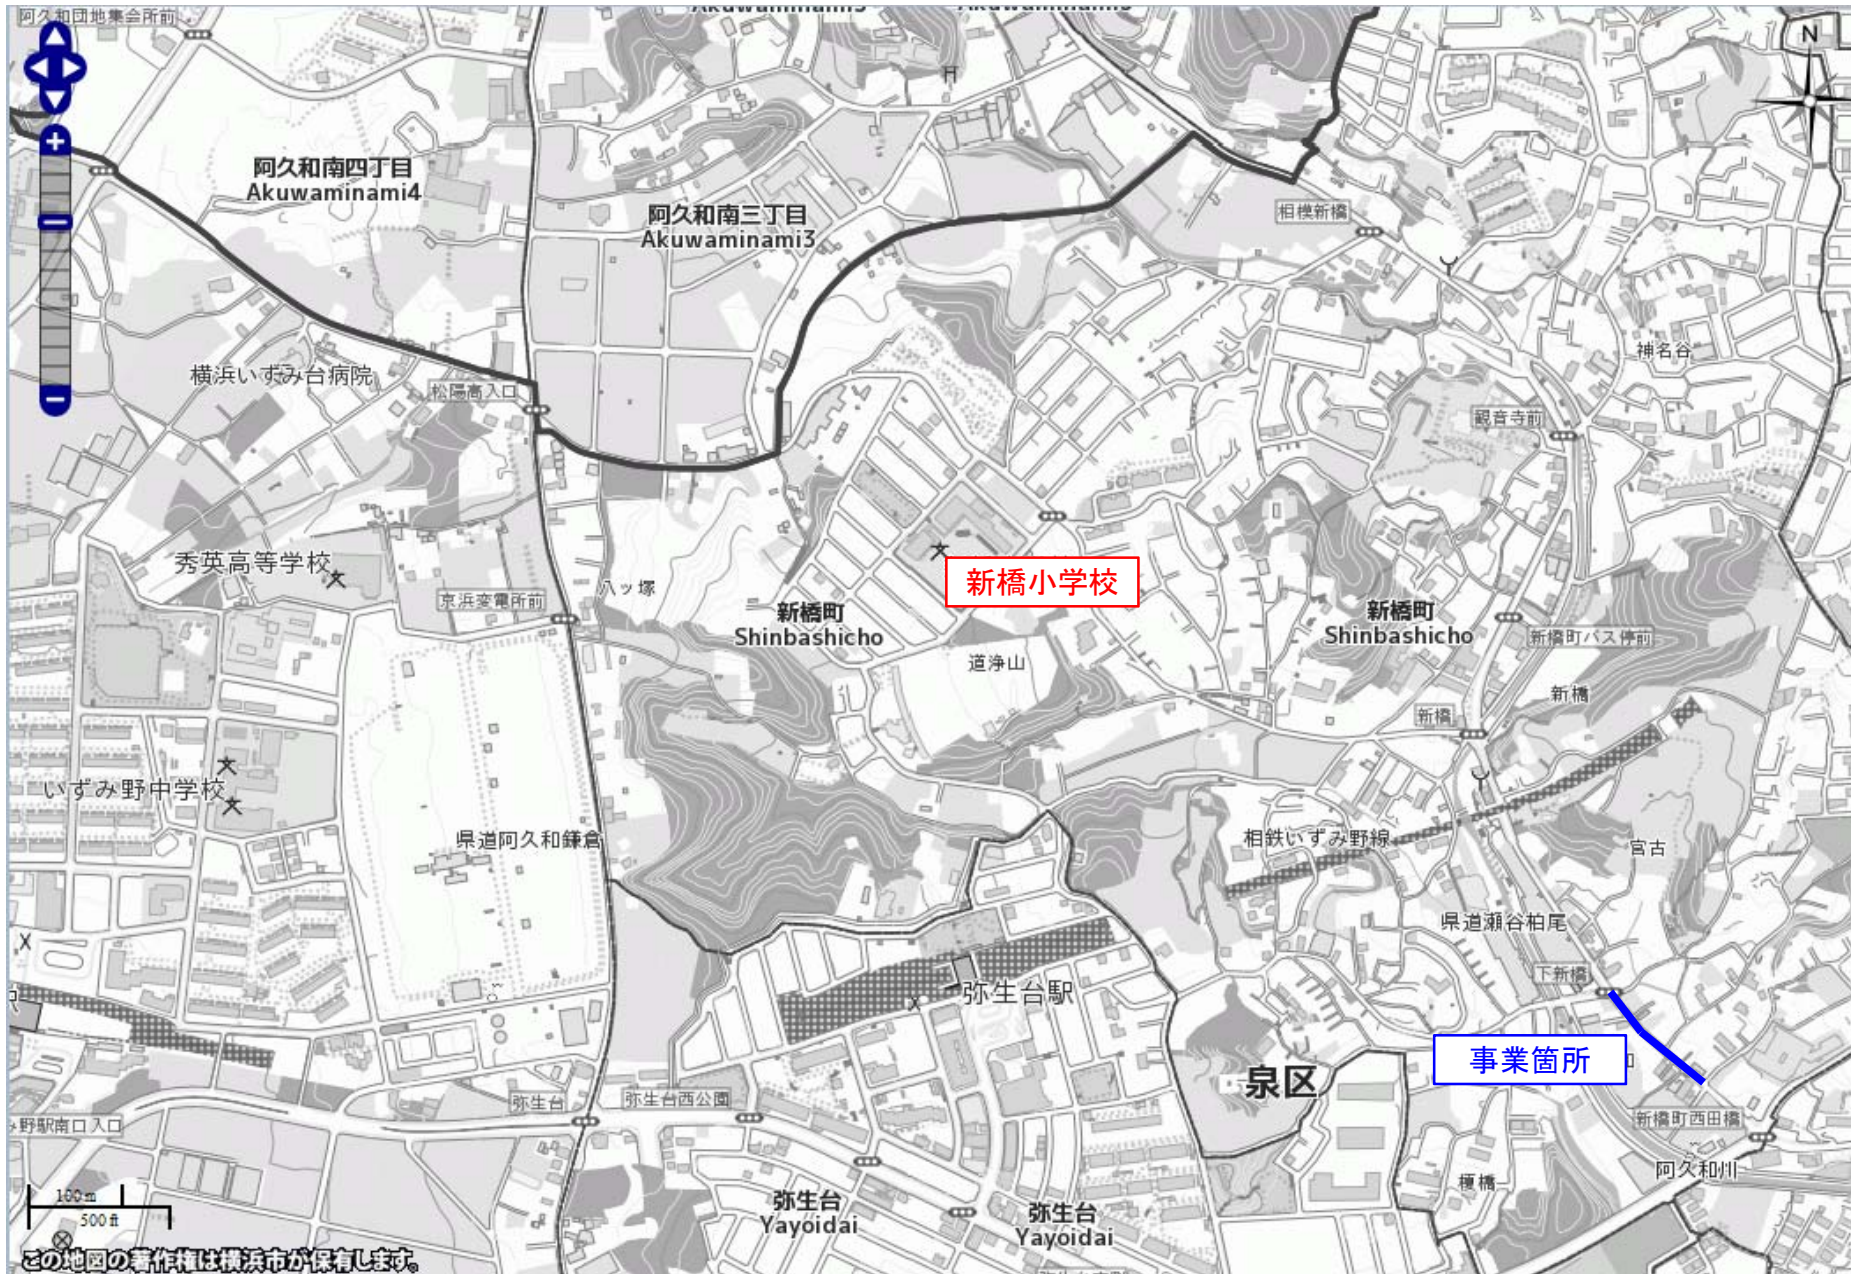 阿久和団地集会所前
N
阿久和南四丁目
Akuwaminami4
阿久和南三丁目
Akuwaminami3
相模新橋
神名谷
横浜いずみ台病院
松陽高入口
観音寺前
秀英高等学校
京浜変電所前
八ッ塚
新橋小学校
新橋町
Shinbashicho
新橋町
Shinbashicho
新橋町バス停前
道浄山
新橋
新橋
いずみ野中学校
県道阿久和鎌倉
相鉄いずみ野線
宮古
県道瀬谷柏尾
下新橋
弥生台駅
事業箇所
泉区
弥生台
弥生台西公園
み野駅南口入口
新橋町西田橋
阿久和川
榎橋
弥生台
Yayoidai
弥生台
Yayoidai
100m
500ft
この地図の著作権は横浜市が保有します。